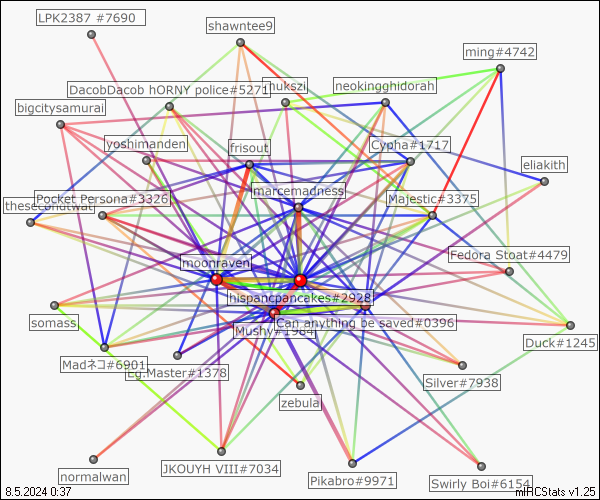 LPK2387 #7690
shawntee9
ming#4742
DacobDacob hORNY police#5271
nukszi
neokingghidorah
bigcitysamurai
yoshimanden
frisout
Cypha#1717
eliakith
marcemadness
Pocket Persona#3326
Majestic#3375
thesecondtwat
Fedora Stoat#4479
moonraven
hispancpancakes#2928
somass
Mushy#1984
Can anything be saved#0396
Duck#1245
Madネコ#6901
Lg.Master#1378
Silver#7938
zebula
normalwan
JKOUYH VIII#7034
Pikabro#9971
Swirly Boi#6154
8.5.2024 0:37
mIRCStats v1.25